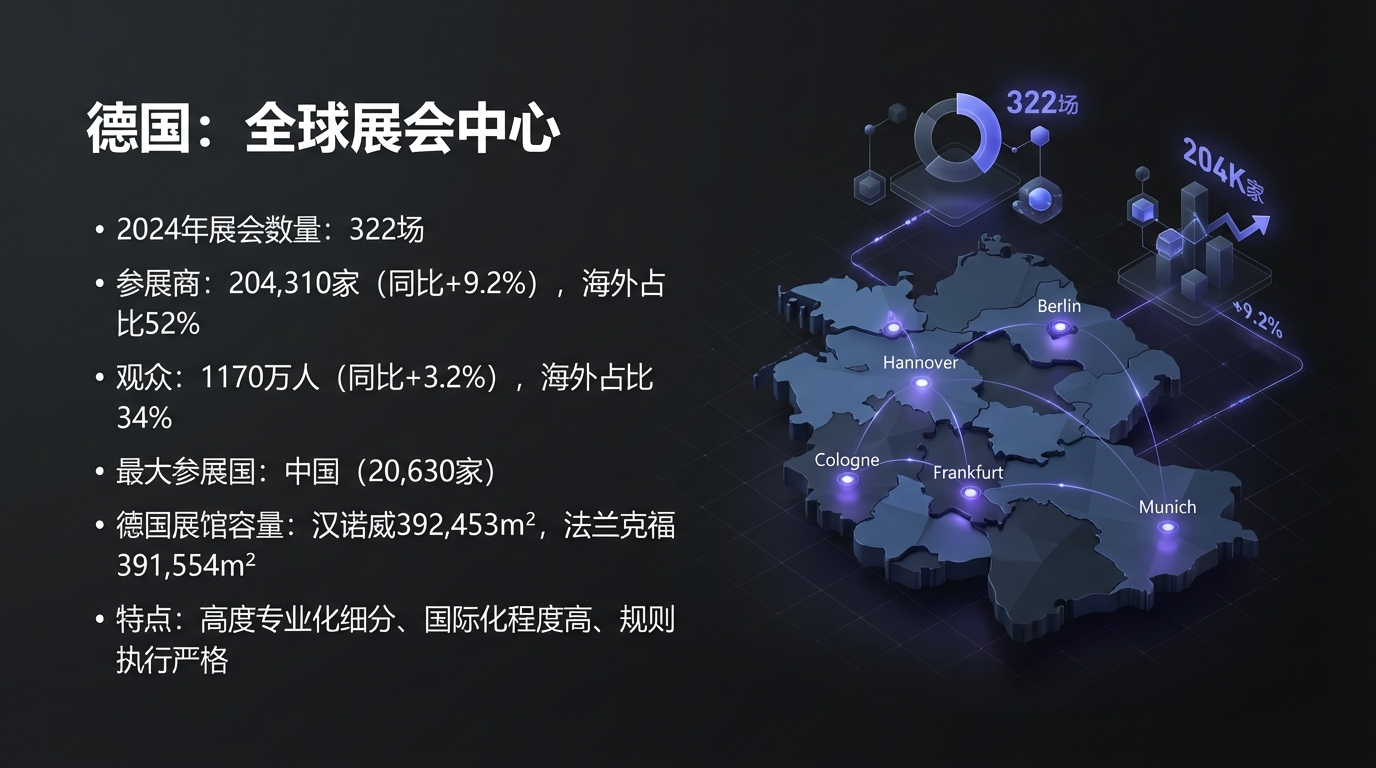 德国：全球展会中心
• 2024年展会数量：322场
• 参展商：204,310家（同比+9.2%），海外占
比52%
• 观众：1170万人（同比+3.2%），海外占比
34%
• 最大参展国：中国（20,630家）
• 德国展馆容量：汉诺威392,453m²，法兰克福
391,554m²
• 特点：高度专业化细分、国际化程度高、规则
执行严格
322场
204K家
+9.2%
Berlin
Hannover
Cologne
Frankfurt
Munich